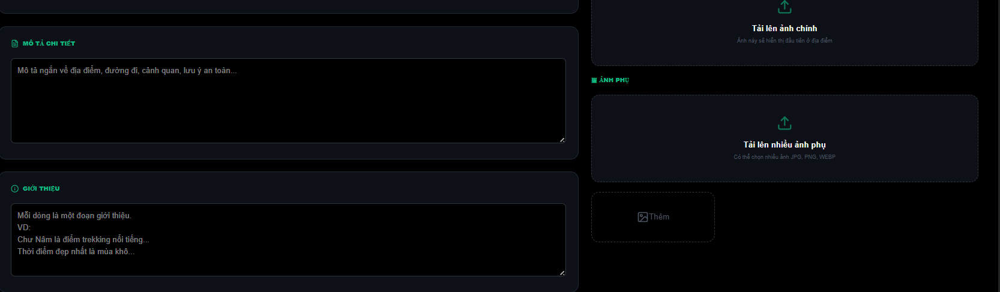 MÔ TẢ CHI TIẾT
Mô tả ngắn về địa điểm, đường đi, cảnh quan, lưu ý an toàn...
GIỚI THIỆU
Mỗi dòng là một đoạn giới thiệu.
VD:
Chư Nâm là điểm trekking nổi tiếng...
Thời điểm đẹp nhất là mùa khô...
Tải lên ảnh chính
Ảnh này sẽ hiển thị đầu tiên ở địa điểm
ẢNH PHỤ
Tải lên nhiều ảnh phụ
Có thể chọn nhiều ảnh JPG, PNG, WEBP
Thêm